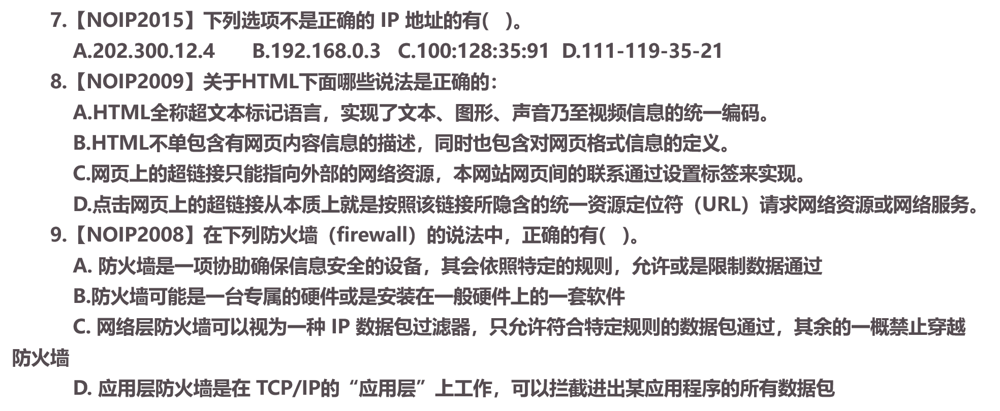 7.【NOIP2015】下列选项不是正确的 IP 地址的有(   )。
A.202.300.12.4 B.192.168.0.3 C.100:128:35:91 D.111-119-35-21
8.【NOIP2009】关于HTML下面哪些说法是正确的：
A.HTML全称超文本标记语言，实现了文本、图形、声音乃至视频信息的统一编码。
B.HTML不单包含有网页内容信息的描述，同时也包含对网页格式信息的定义。
C.网页上的超链接只能指向外部的网络资源，本网站网页间的联系通过设置标签来实现。
D.点击网页上的超链接从本质上就是按照该链接所隐含的统一资源定位符（URL）请求网络资源或网络服务。
9.【NOIP2008】在下列防火墙（firewall）的说法中，正确的有(   )。
A. 防火墙是一项协助确保信息安全的设备，其会依照特定的规则，允许或是限制数据通过
B.防火墙可能是一台专属的硬件或是安装在一般硬件上的一套软件
C. 网络层防火墙可以视为一种 IP 数据包过滤器，只允许符合特定规则的数据包通过，其余的一概禁止穿越
防火墙
D. 应用层防火墙是在 TCP/IP的“应用层”上工作，可以拦截进出某应用程序的所有数据包